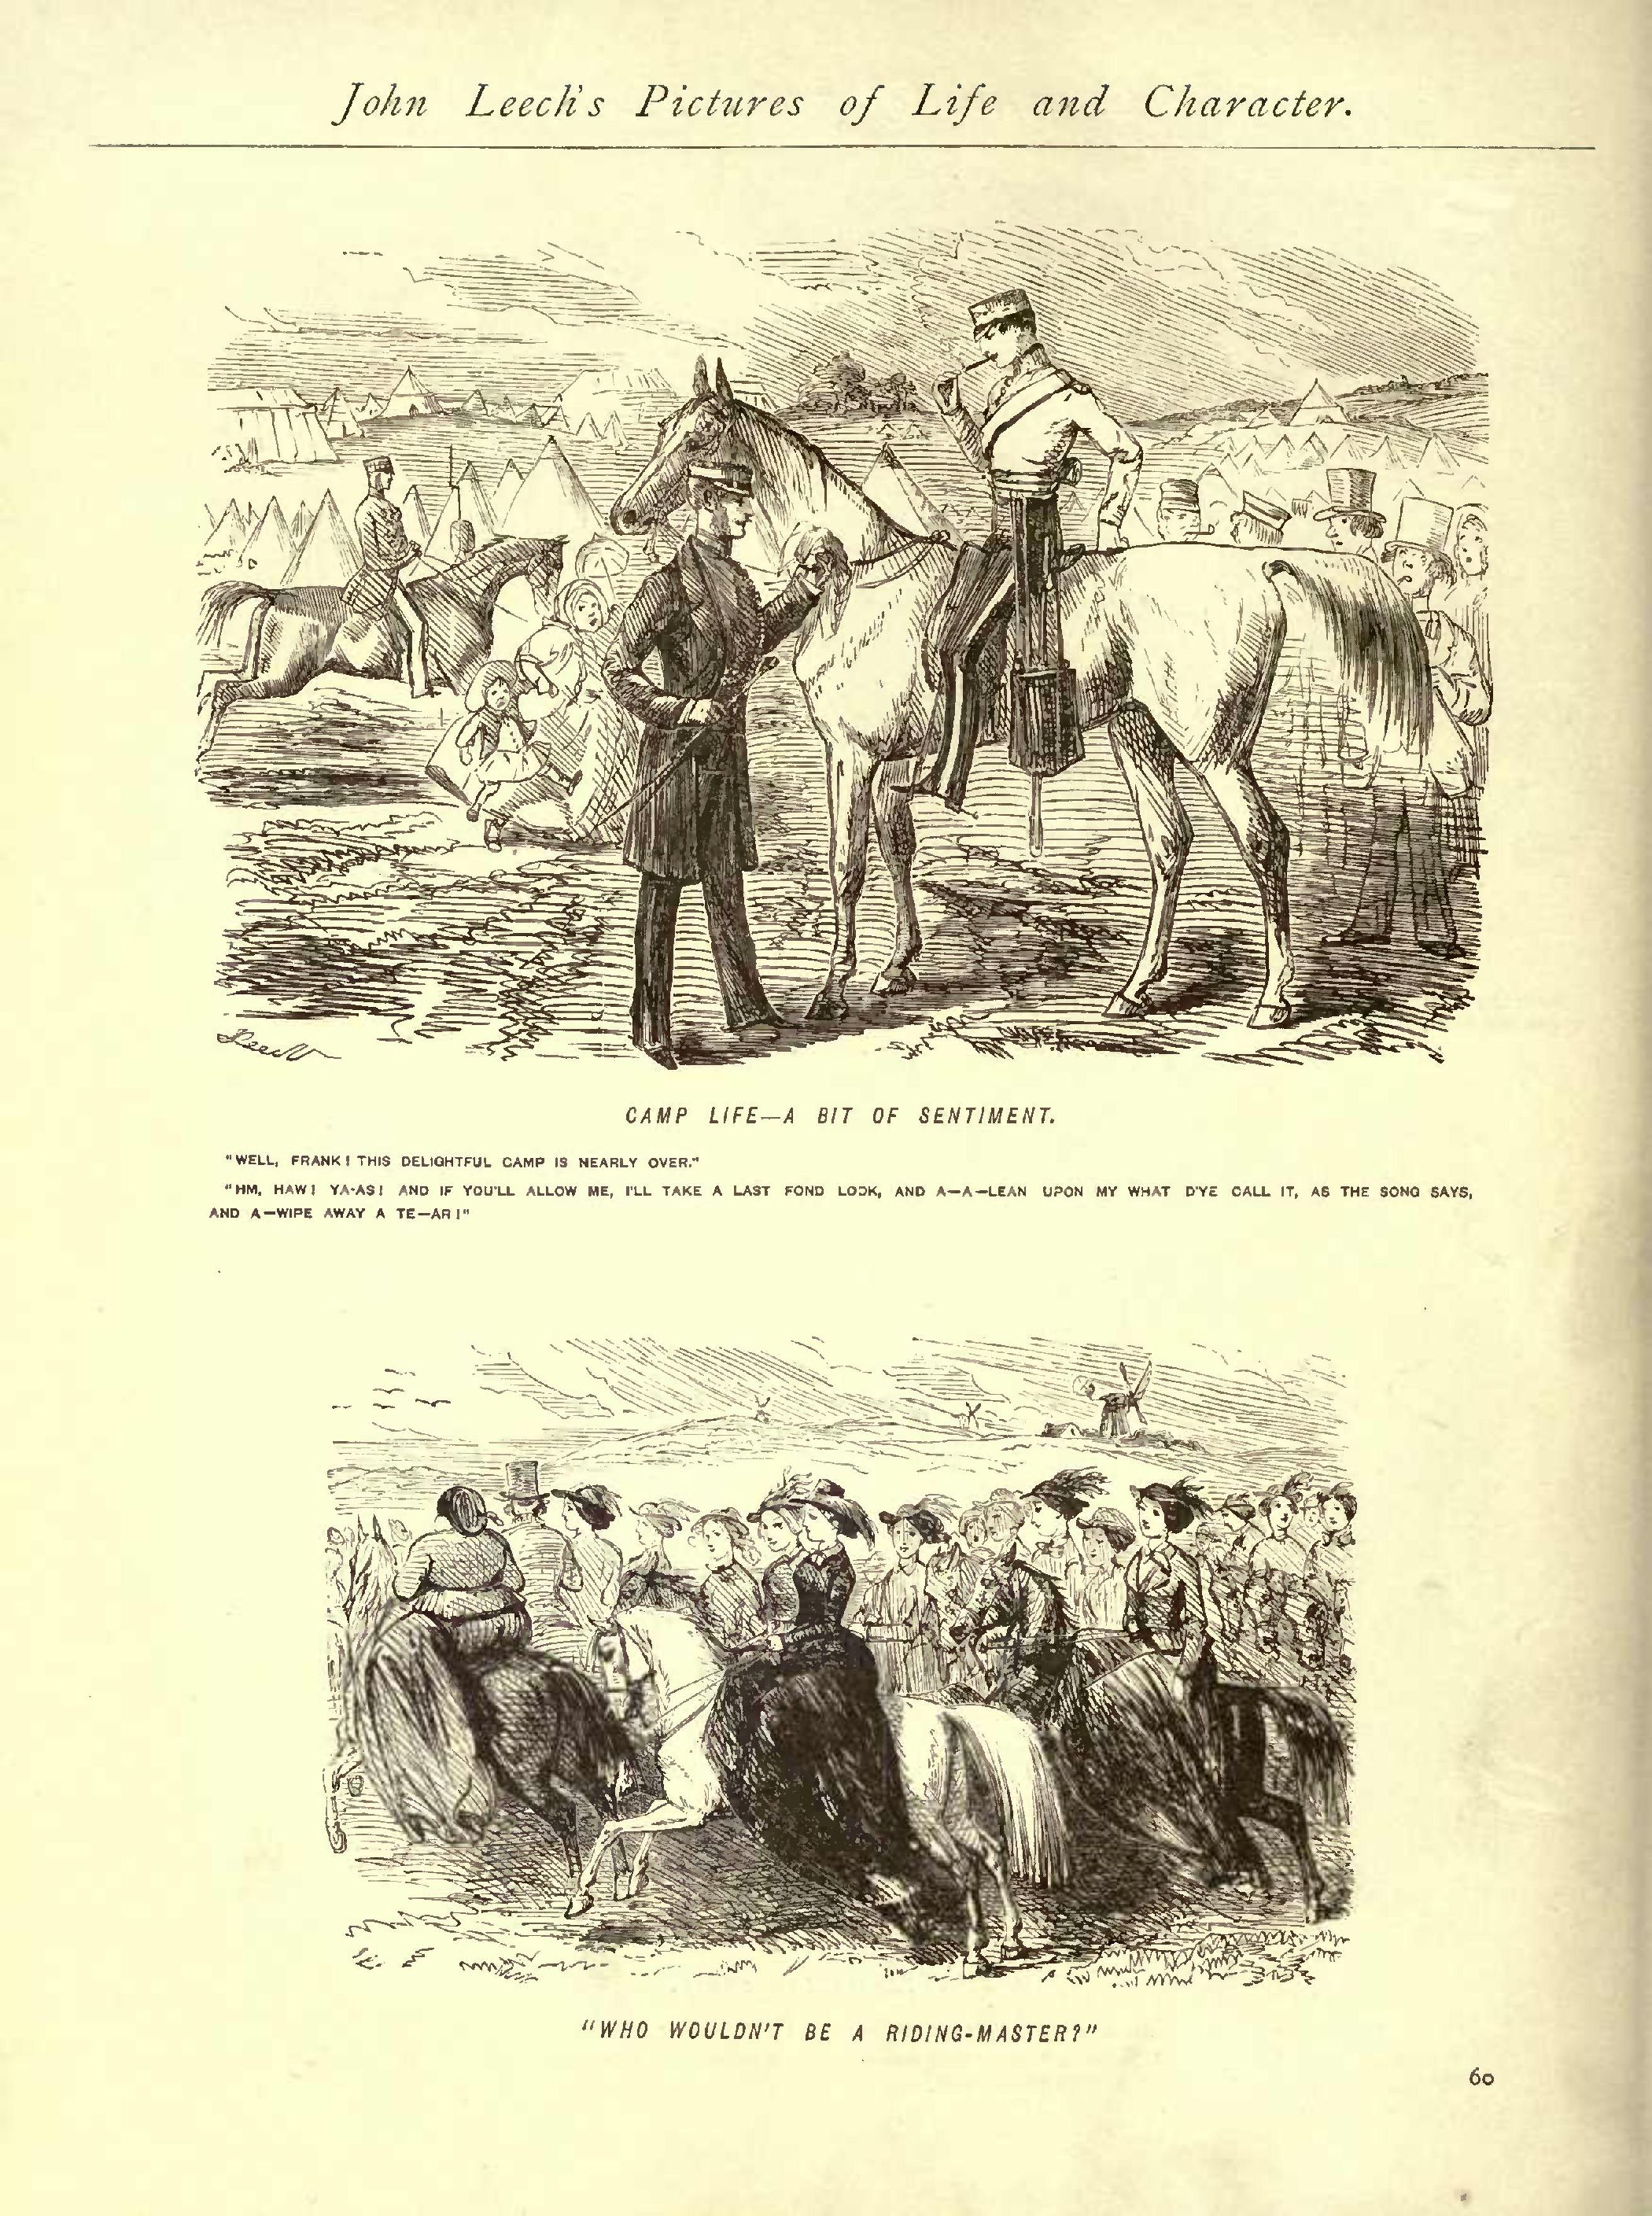 John Leech's Pictures of Life and Character.
Leech
CAMP LIFE—A BIT OF SENTIMENT.
"WELL, FRANK! THIS DELIGHTFUL CAMP IS NEARLY OVER."
"HM, HAW! YA-AS! AND IF YOU'LL ALLOW ME, I'LL TAKE A LAST FOND LOOK, AND A—A—LEAN UPON MY WHAT D'YE CALL IT, AS THE SONG SAYS,
AND A—WIPE AWAY A TE—AR!"
"WHO WOULDN'T BE A RIDING-MASTER?"
60